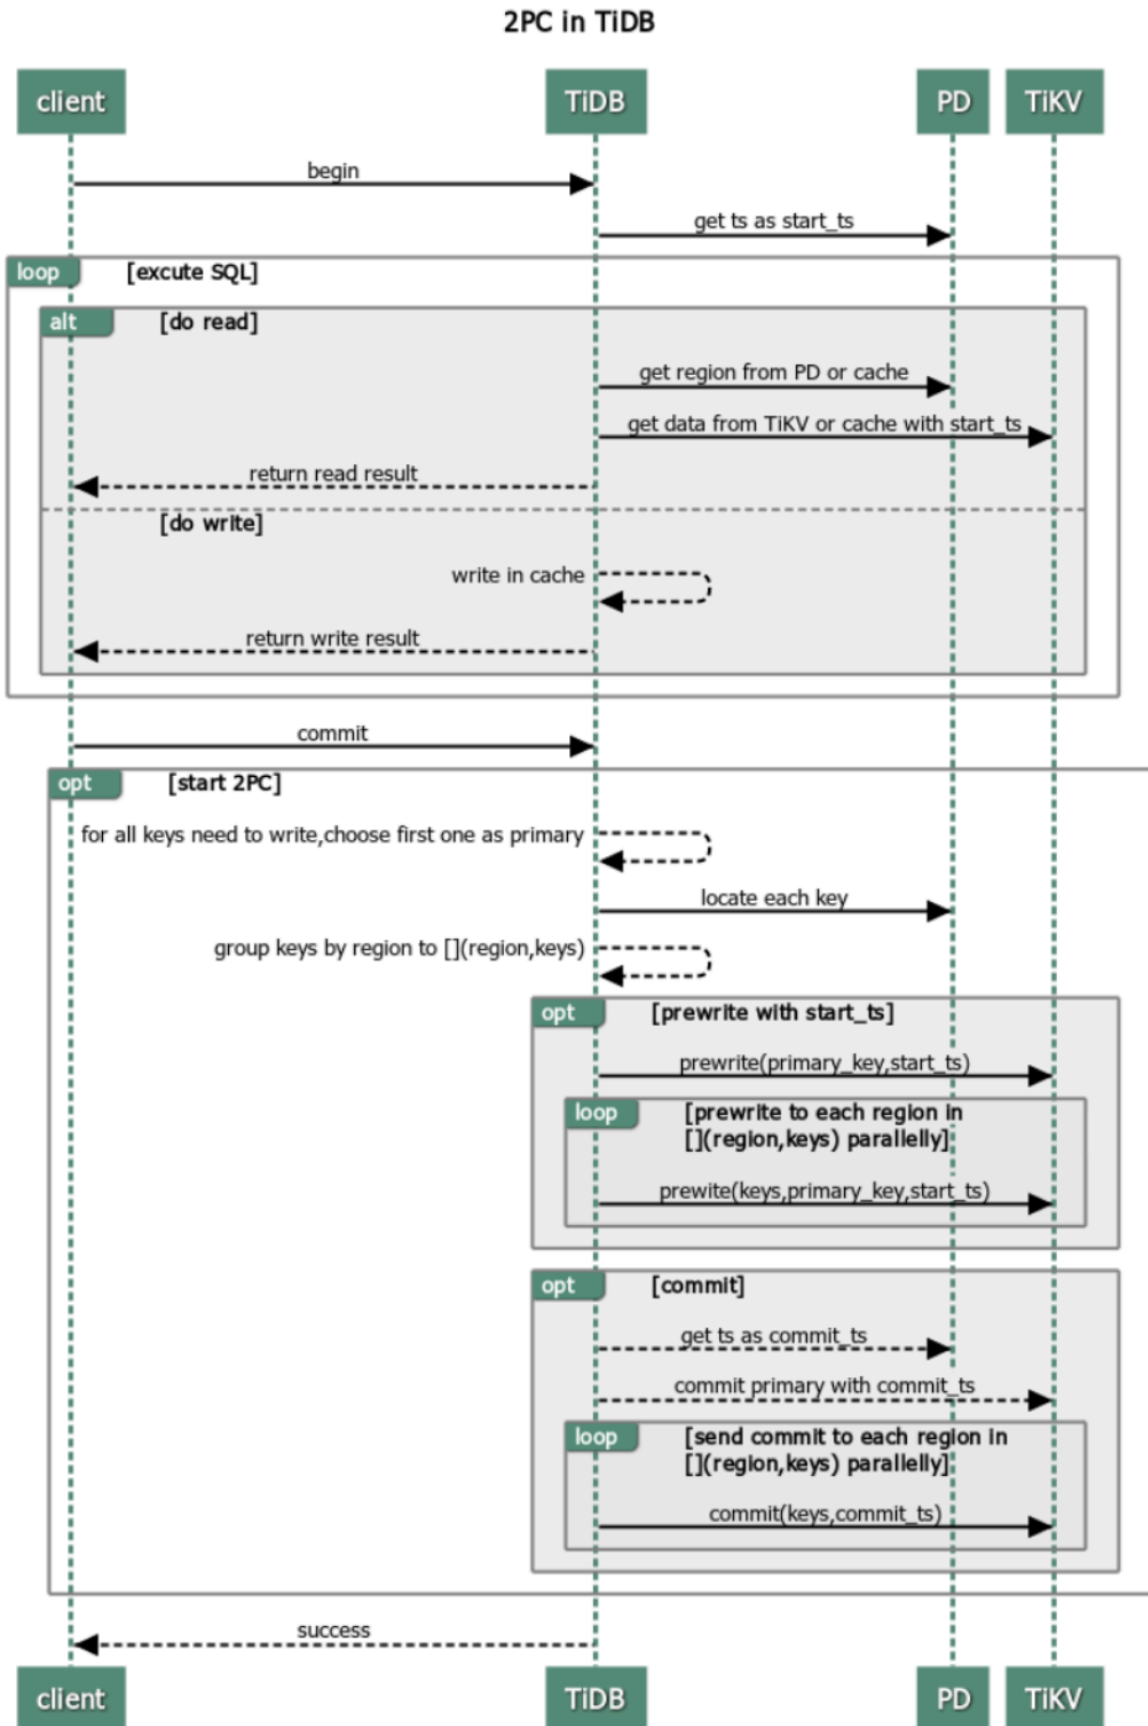 2PC in TiDB
client
TiDB
PD
TiKV
begin
get ts as start_ts
loop
[excute SQL]
alt
[do read]
get region from PD or cache
get data from TiKV or cache with start_ts
return read result
[do write]
write in cache
return write result
commit
opt
[start 2PC]
for all keys need to write,choose first one as primary
locate each key
group keys by region to [](region,keys)
opt
[prewrite with start_ts]
prewrite(primary_key,start_ts)
loop
[prewrite to each region in
[](region,keys) parallelly]
prewite(keys,primary_key,start_ts)
opt
[commit]
get ts as commit_ts
commit primary with commit_ts
loop
[send commit to each region in
[](region,keys) parallelly]
commit(keys,commit_ts)
success
client
TiDB
PD
TiKV